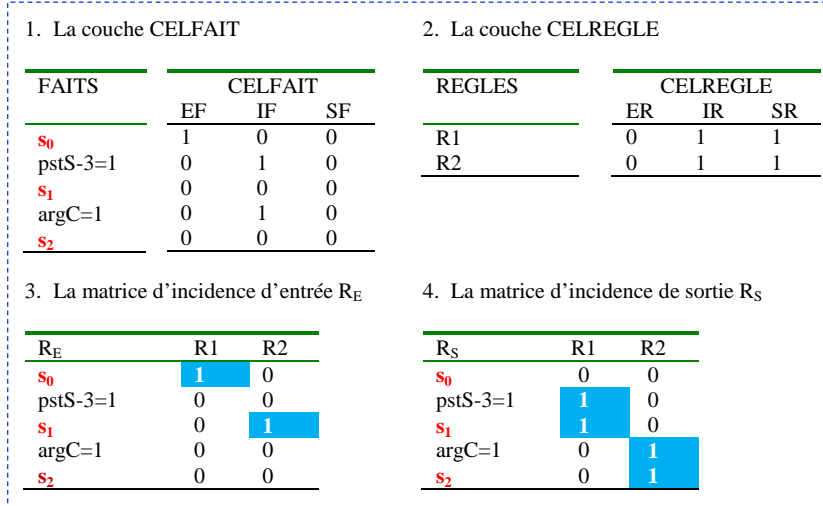 1. La couche CELFAIT
2. La couche CELREGLE
FAITS CELFAIT
EF IF SF
s0 1 0 0
pstS-3=1 0 1 0
s1 0 0 0
argC=1 0 1 0
s2 0 0 0
REGLES CELREGLE
ER IR SR
R1 0 1 1
R2 0 1 1
3. La matrice d'incidence d'entrée RE
4. La matrice d'incidence de sortie RS
RE R1 R2
s0 1 0
pstS-3=1 0 0
s1 0 1
argC=1 0 0
s2 0 0
RS R1 R2
s0 0 0
pstS-3=1 1 0
s1 1 0
argC=1 0 1
s2 0 1